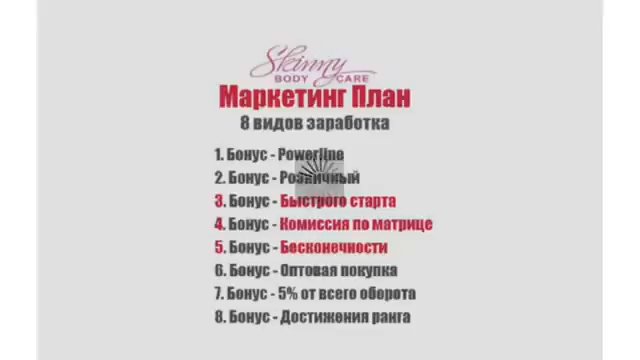 Skinny
BODY CARE
Маркетинг План
8 видов заработка
1. Бонус - Powerline
2. Бонус - Розничный
3. Бонус - Быстрого старта
4. Бонус - Комиссия по матрице
5. Бонус - Бесконечности
6. Бонус - Оптовая покупка
7. Бонус - 5% от всего оборота
8. Бонус - Достижения ранга